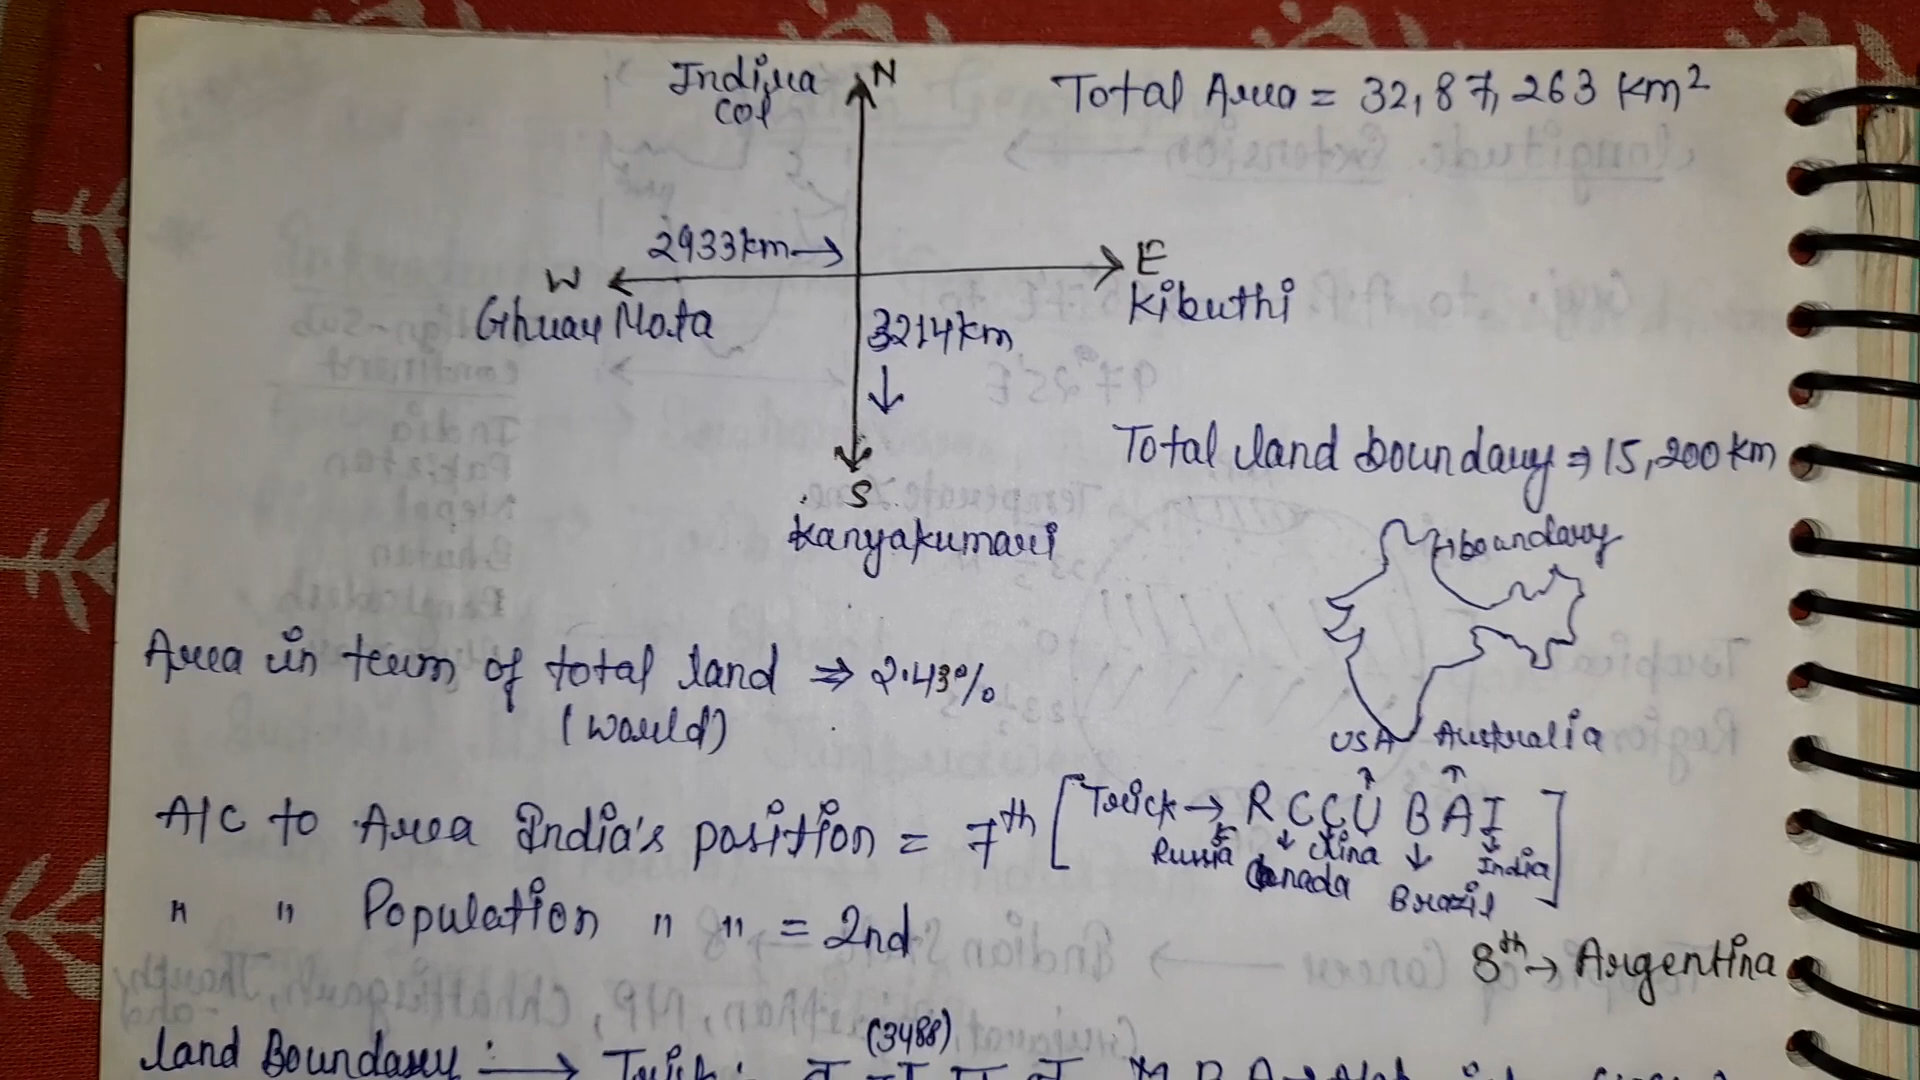 Indira N Total Area = 32,87,263 km²
Col
2933km→ E
W Kibuthi
Ghuar Mota 3214km
↓
Total land boundary ⇒ 15,200 km
S
Kanyakumari boundary
Area in term of total land ⇒ 2.43%
(World) USA Australia
A/C to Area India's position = 7th [Trick → R C C U B A I]
Russia China India
Canada Brazil
" " Population " " = 2nd
8th → Argentina
(3488)
land Boundary : ⟶ Trick :